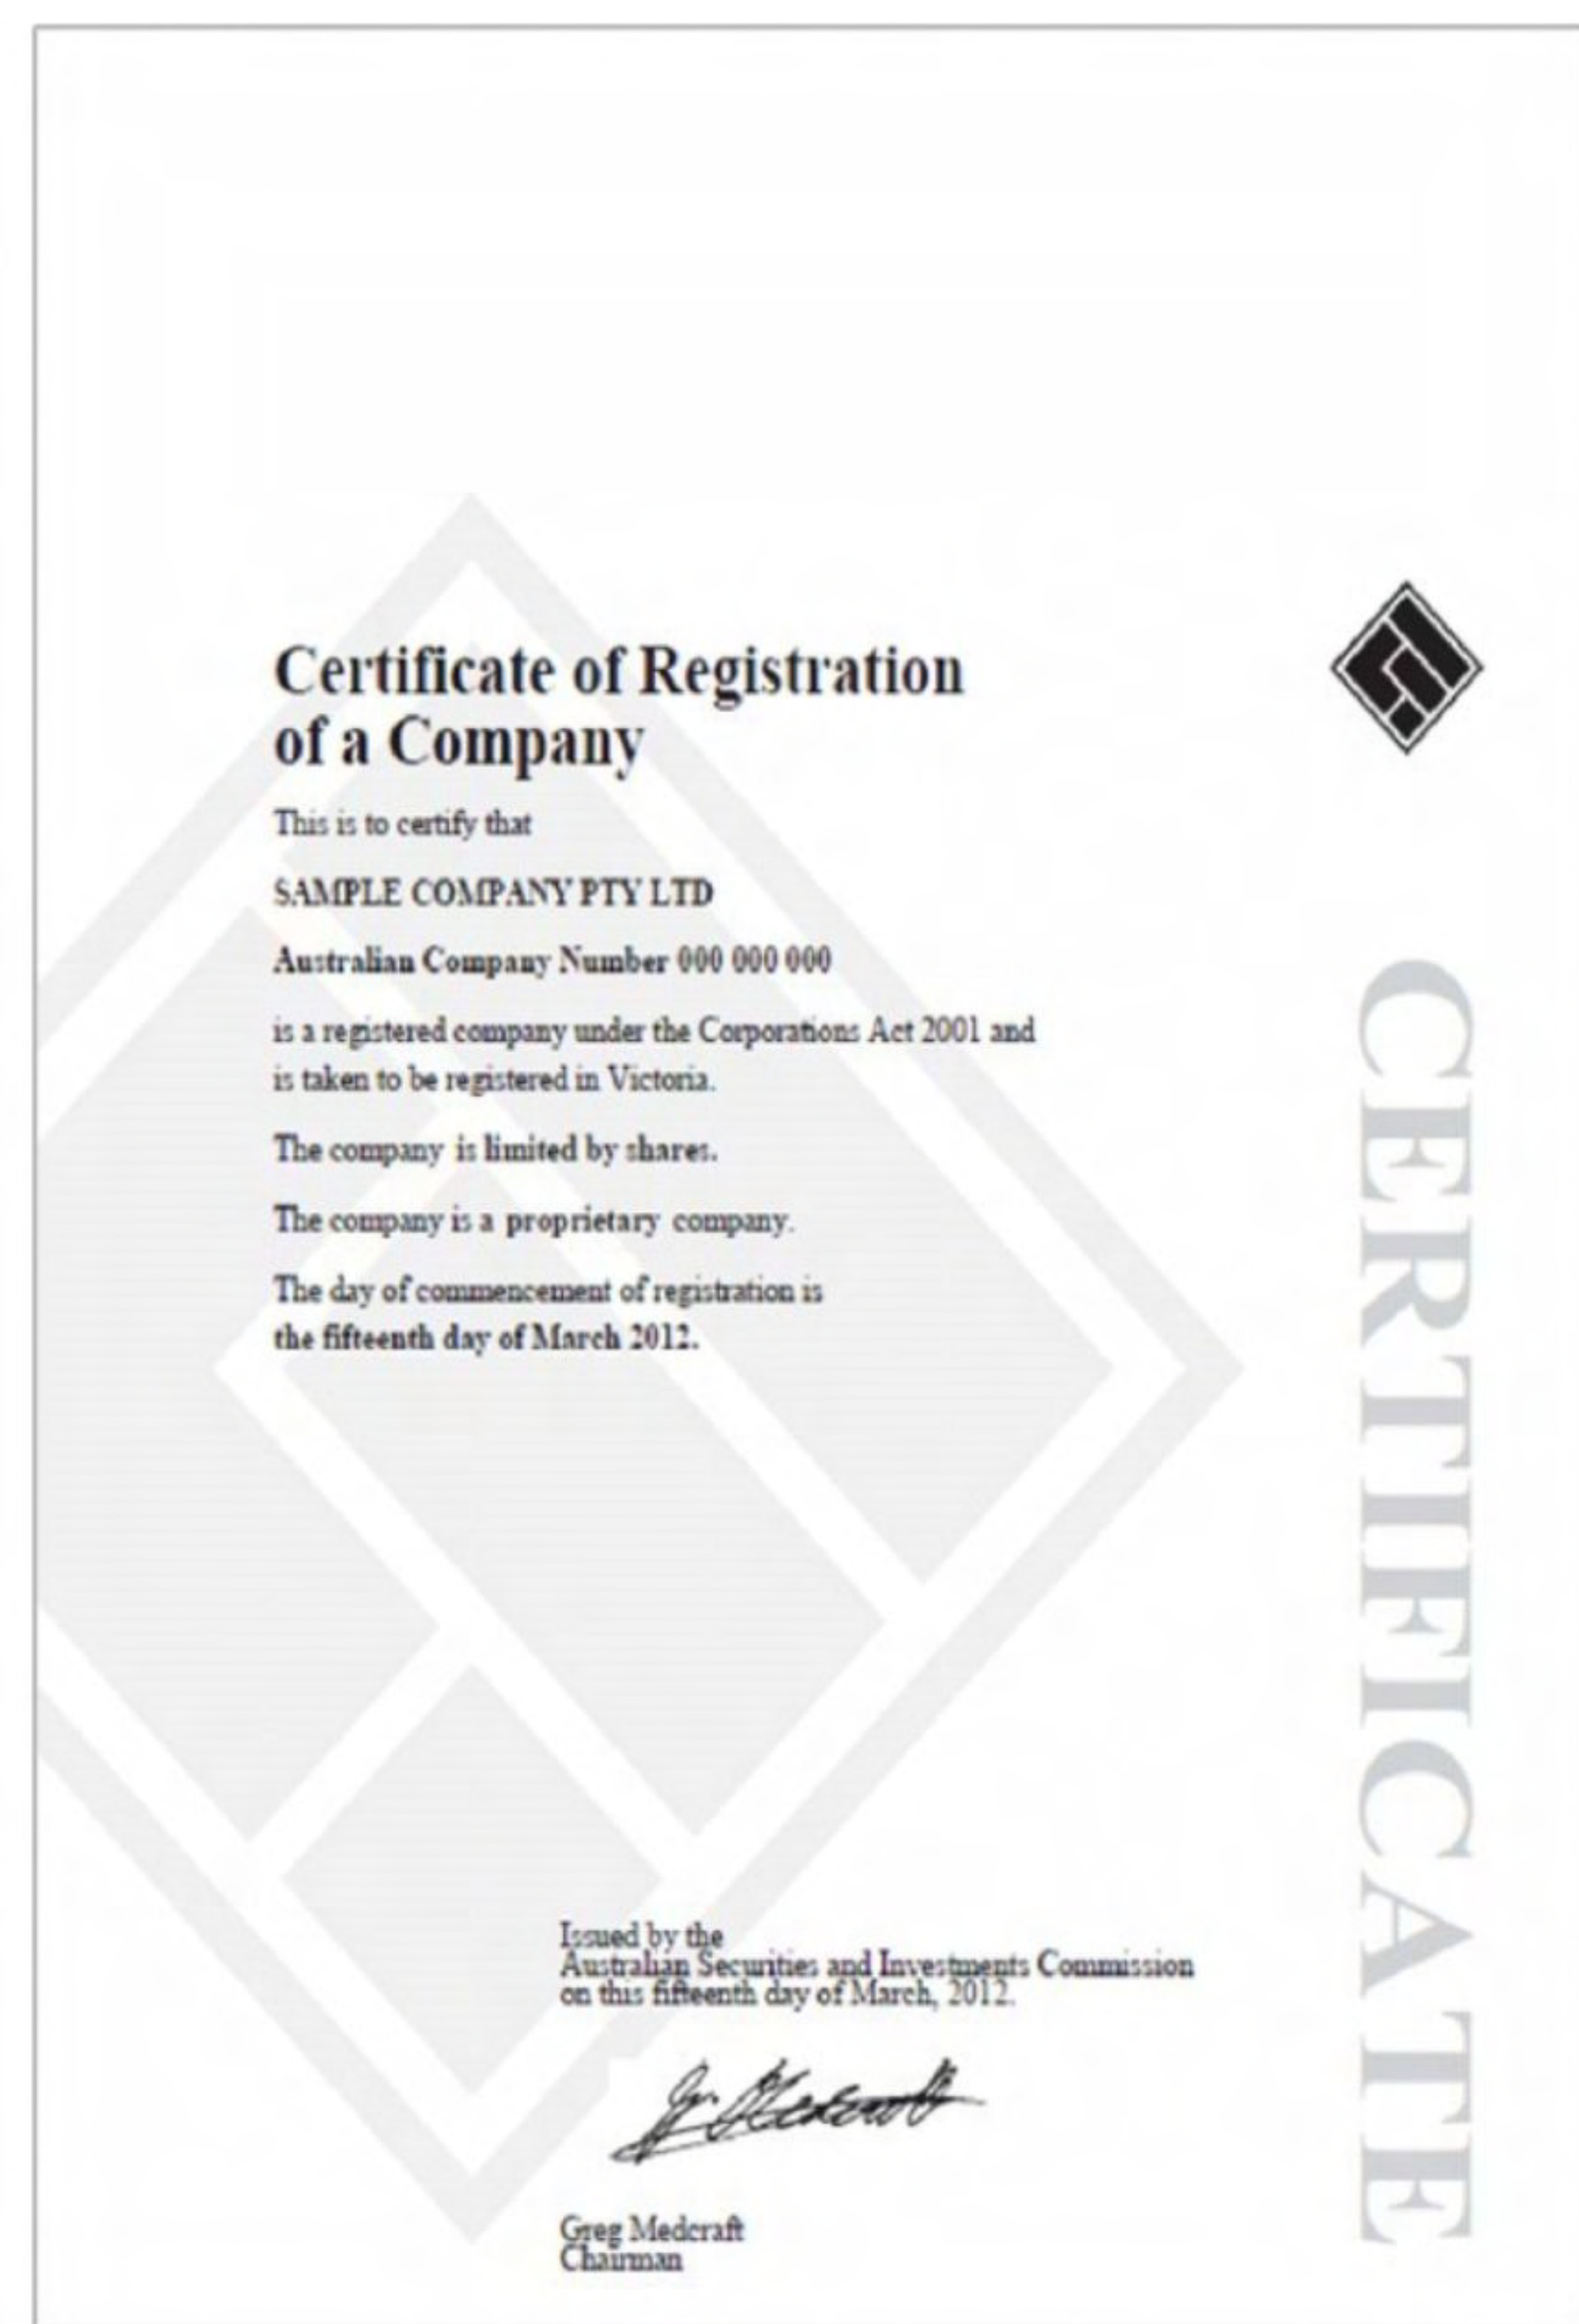 Certificate of Registration
of a Company
This is to certify that
SAMPLE COMPANY PTY LTD
Australian Company Number 000 000 000
is a registered company under the Corporations Act 2001 and
is taken to be registered in Victoria.
The company is limited by shares.
The company is a proprietary company.
The day of commencement of registration is
the fifteenth day of March 2012.
CERTIFICATE
Issued by the
Australian Securities and Investments Commission
on this fifteenth day of March, 2012.
G. Medcraft
Greg Medcraft
Chairman